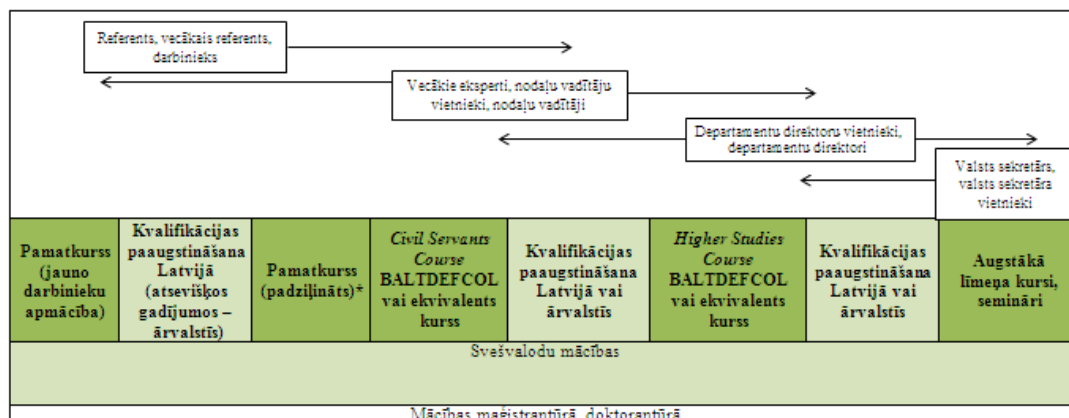 Referents, vecākais referents,
darbinieks
Vecākie eksperti, nodaļu vadītāju
vietnieki, nodaļu vadītāji
Departamentu direktoru vietnieki,
departamentu direktori
Valsts sekretārs,
valsts sekretāra
vietnieki
Pamatkurss
(jauno
darbinieku
apmācība)
Kvalifikācijas
paaugstināšana
Latvijā
(atsevišķos
gadījumos –
ārvalstīs)
Pamatkurss
(padziļināts)*
Civil Servants
Course
BALTDEFCOL
vai ekvivalents
kurss
Kvalifikācijas
paaugstināšana
Latvijā vai
ārvalstīs
Higher Studies
Course
BALTDEFCOL
vai ekvivalents
kurss
Kvalifikācijas
paaugstināšana
Latvijā vai
ārvalstīs
Augstākā
līmeņa kursi,
semināri
Svešvalodu mācības
Mācības maģistrantūrā, doktorantūrā